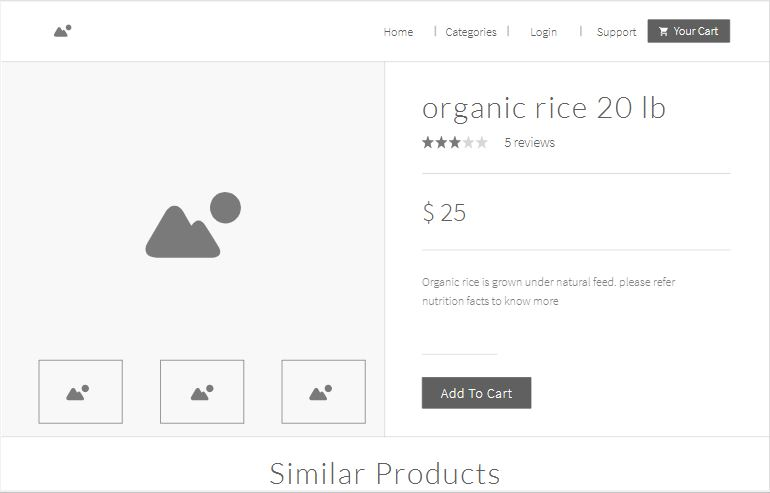 Home | Categories | Login | Support Your Cart
organic rice 20 lb
5 reviews
$ 25
Organic rice is grown under natural feed. please refer
nutrition facts to know more
Add To Cart
Similar Products